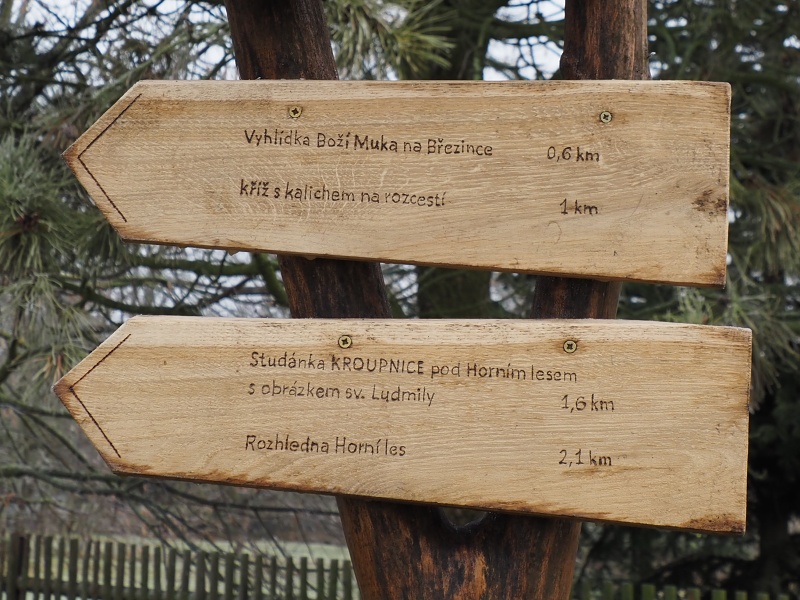 Vyhlídka Boží Muka na Březince 0,6 km
kříž s kalichem na rozcestí 1 km
Studánka KROUPNICE pod Horním lesem
s obrázkem sv. Ludmily 1,6 km
Rozhledna Horní les 2,1 km